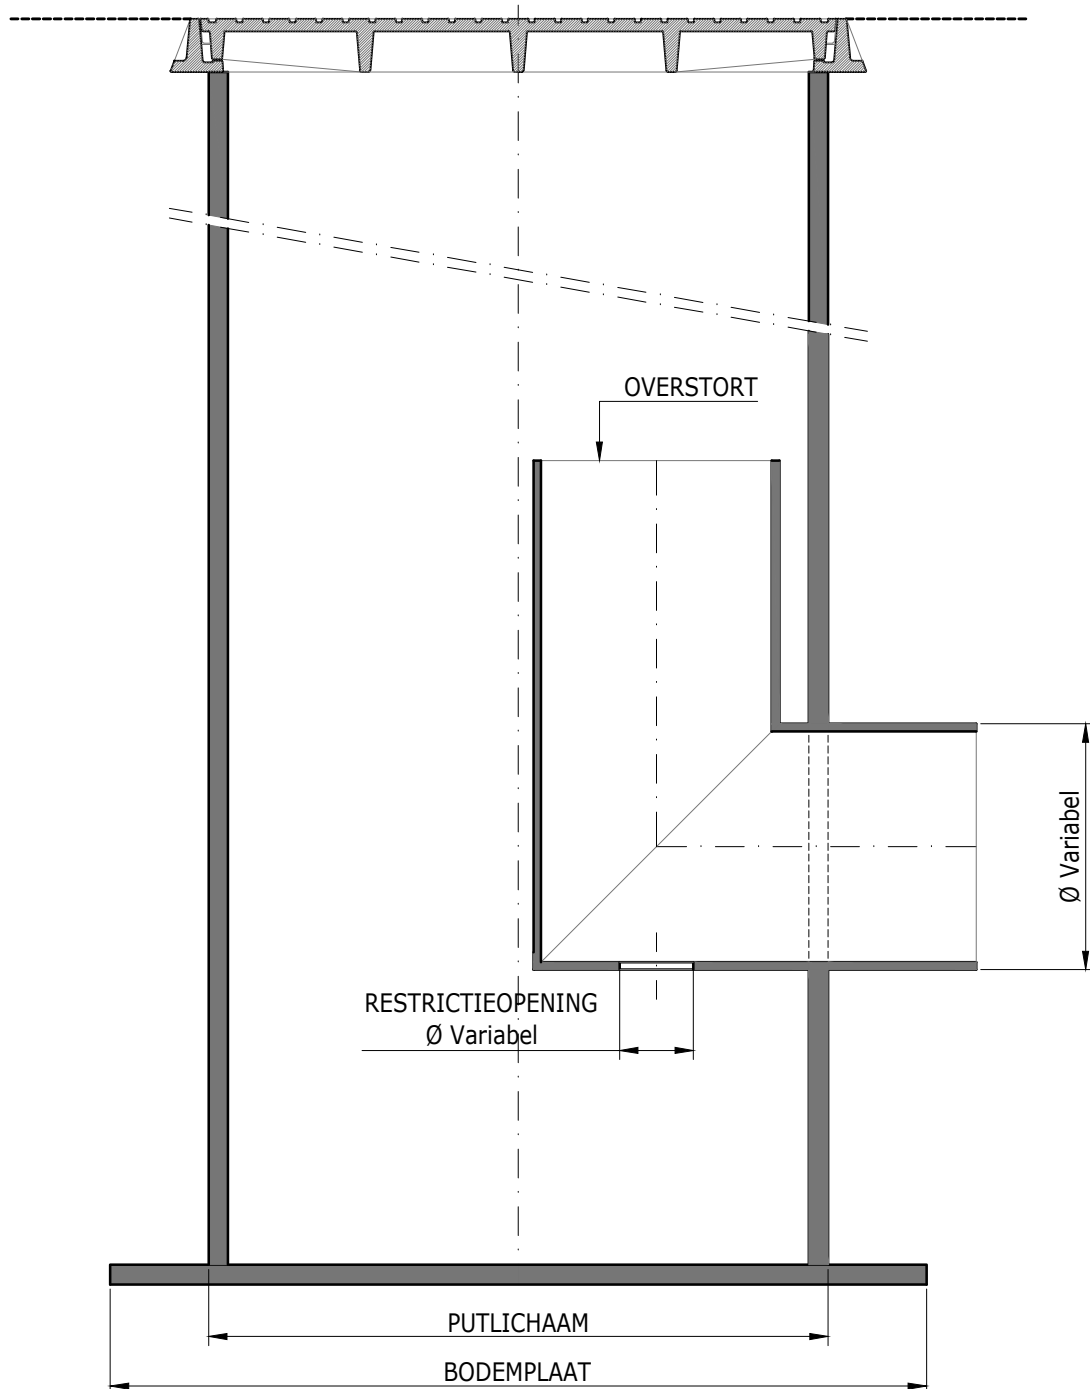 OVERSTORT
Ø Variabel
RESTRICTIEOPENING
Ø Variabel
PUTLICHAAM
BODEMPLAAT